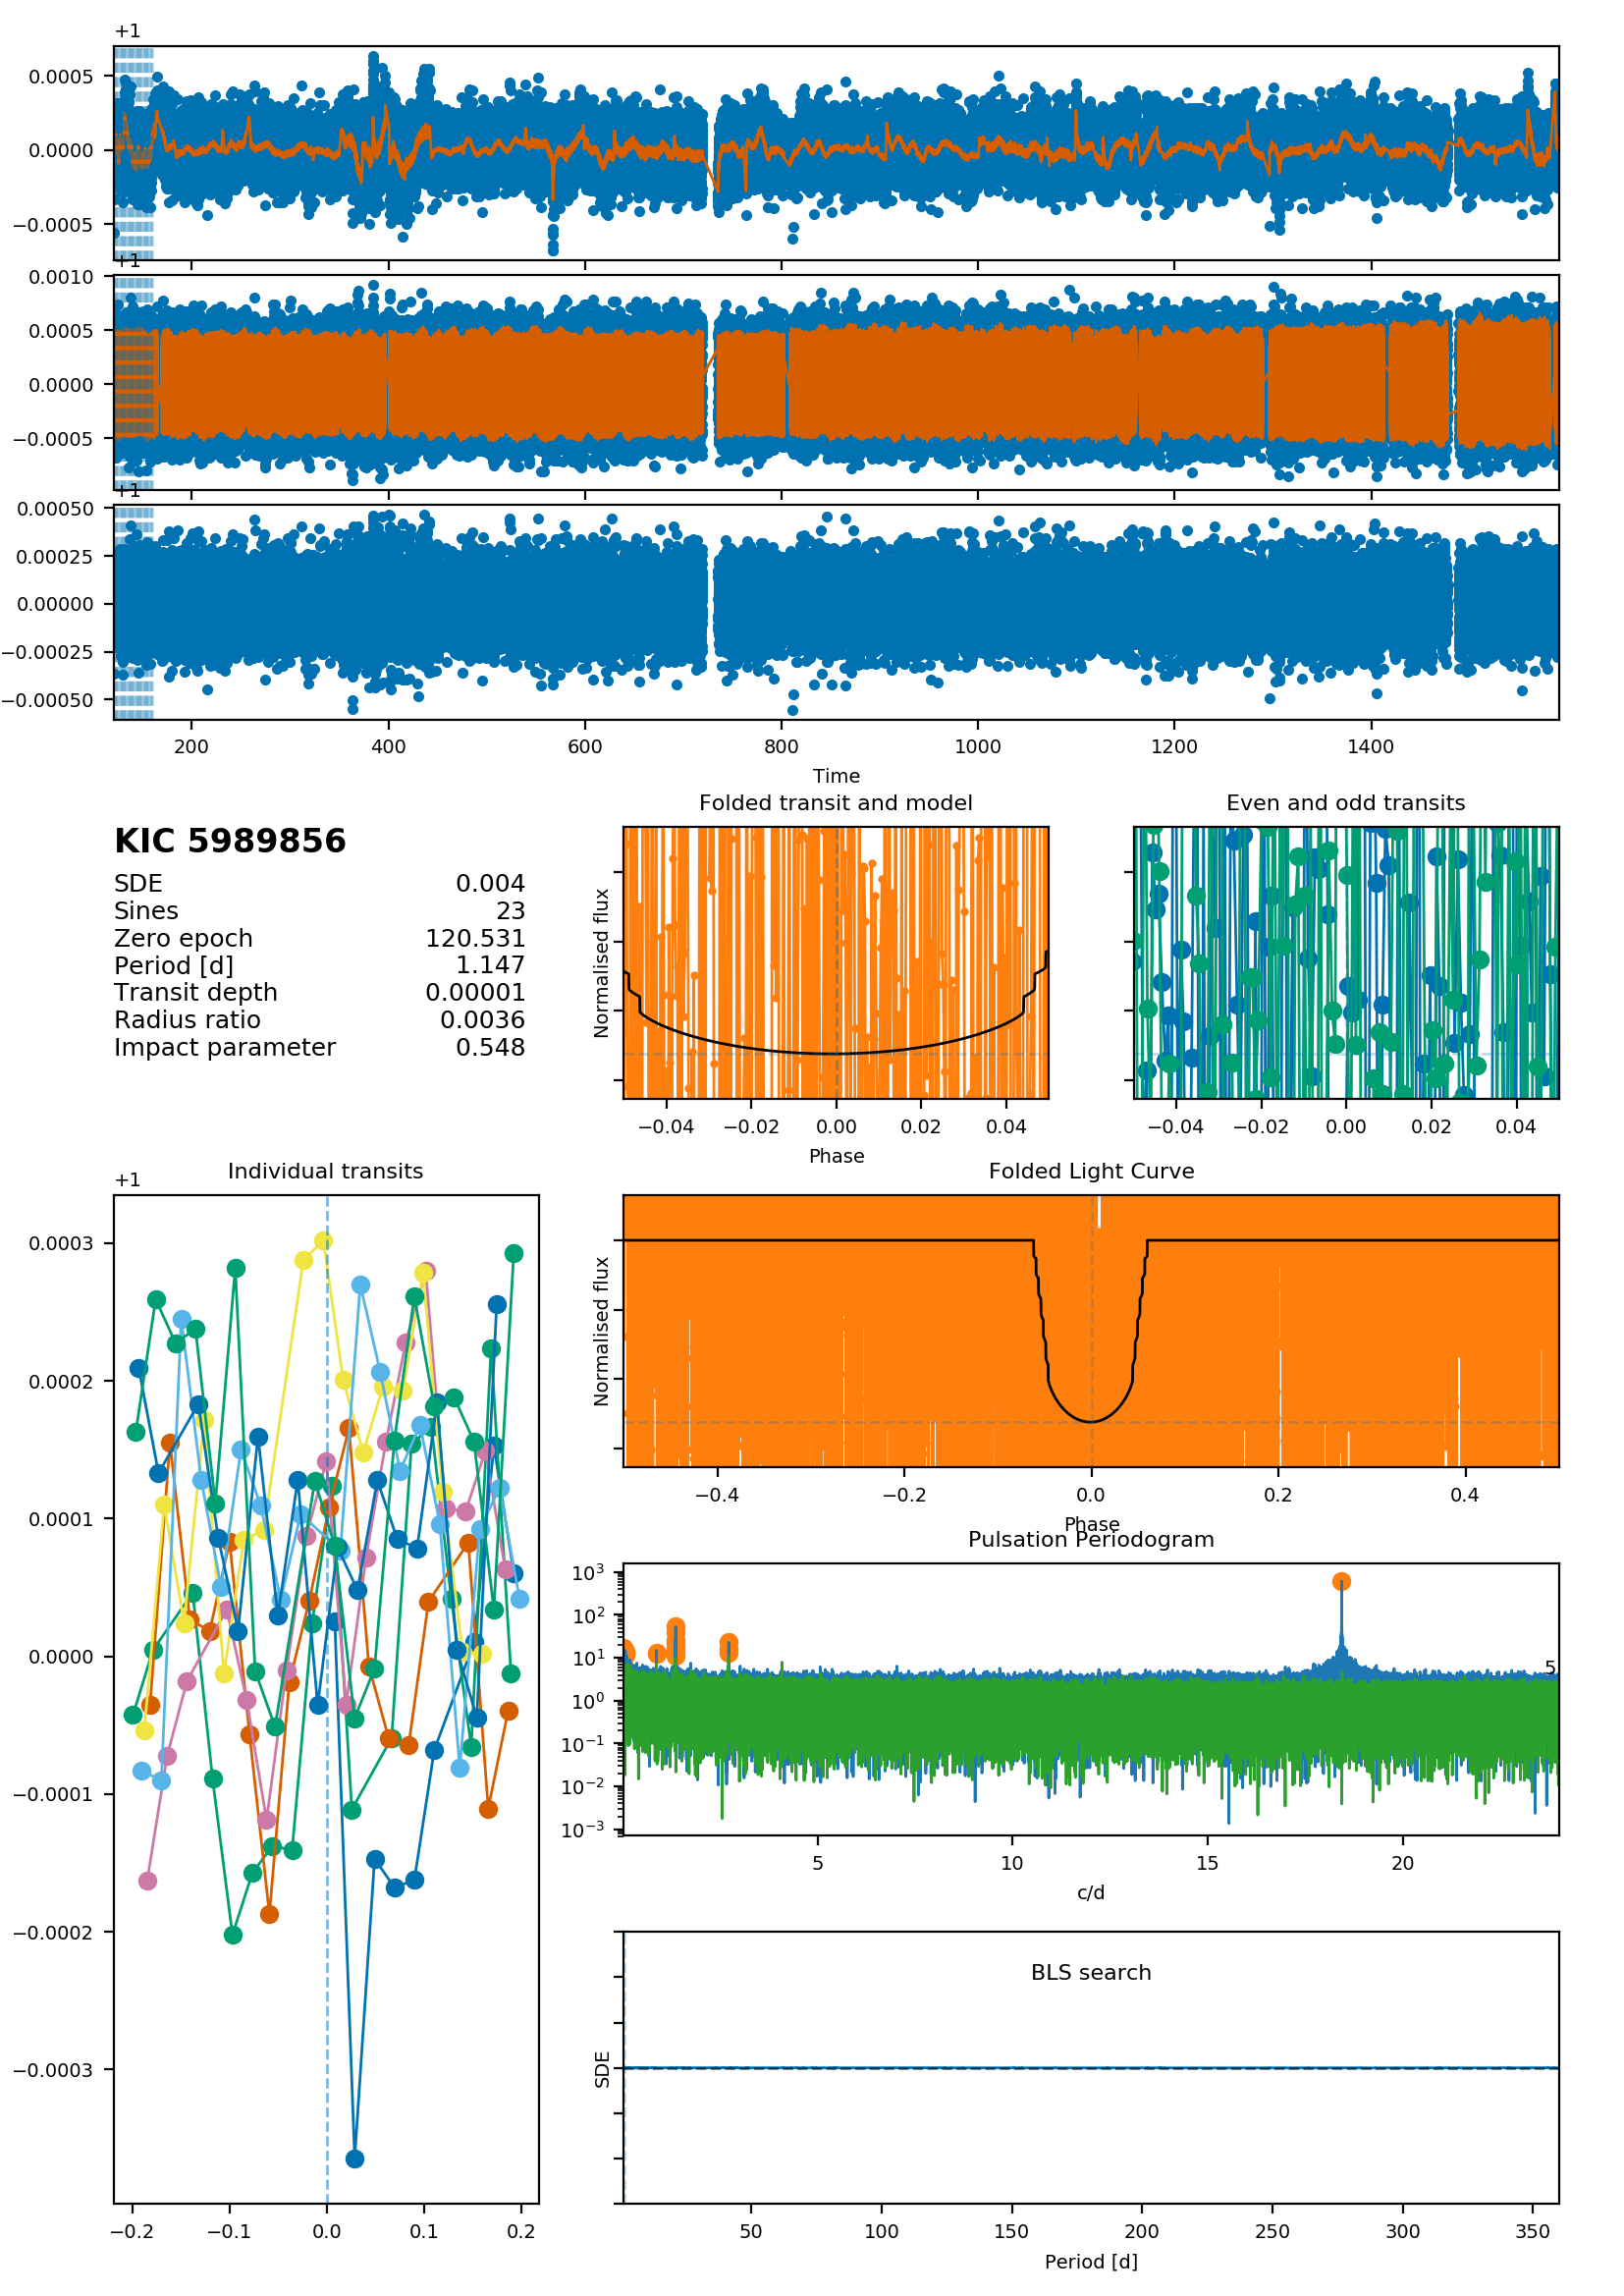 +1
0.0005
0.0000
−0.0005
+1
0.0010
0.0005
0.0000
−0.0005
+1
0.00050
0.00025
0.00000
−0.00025
−0.00050
200 400 600 800 1000 1200 1400
Time
KIC 5989856
SDE 0.004
Sines 23
Zero epoch 120.531
Period [d] 1.147
Transit depth 0.00001
Radius ratio 0.0036
Impact parameter 0.548
Folded transit and model
Normalised flux
−0.04 −0.02 0.00 0.02 0.04
Phase
Even and odd transits
−0.04 −0.02 0.00 0.02 0.04
Individual transits
+1
0.0003
0.0002
0.0001
0.0000
−0.0001
−0.0002
−0.0003
−0.2 −0.1 0.0 0.1 0.2
Folded Light Curve
Normalised flux
−0.4 −0.2 0.0 0.2 0.4
Phase
Pulsation Periodogram
10³
10²
10¹
10⁰
10⁻¹
10⁻²
10⁻³
5
5 10 15 20
c/d
BLS search
SDE
50 100 150 200 250 300 350
Period [d]